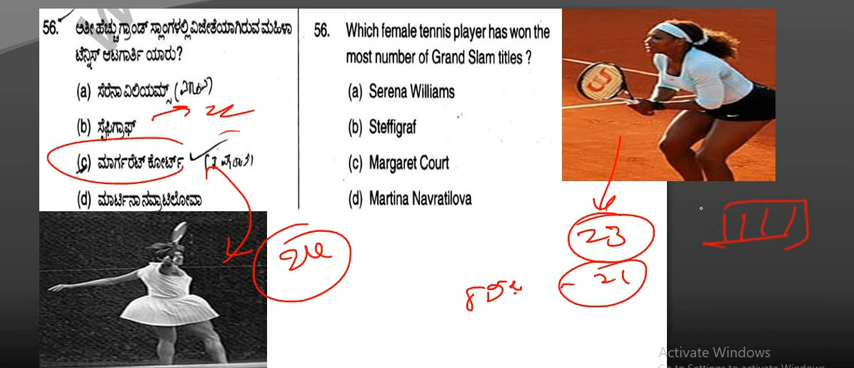 56. ಅತೀ ಹೆಚ್ಚು ಗ್ರಾಂಡ್ ಸ್ಲಾಂಗಳಲ್ಲಿ ವಿಜೇತೆಯಾಗಿರುವ ಮಹಿಳಾ
ಟೆನ್ನಿಸ್ ಆಟಗಾರ್ತಿ ಯಾರು?
(a) ಸೆರೆನಾ ವಿಲಿಯಮ್ಸ್
(b) ಸ್ಟೆಫಿಗ್ರಾಫ್
(c) ಮಾರ್ಗರೆಟ್ ಕೋರ್ಟ್
(d) ಮಾರ್ಟಿನಾ ನವ್ರಾಟಿಲೋವಾ
56. Which female tennis player has won the
most number of Grand Slam titles ?
(a) Serena Williams
(b) Steffigraf
(c) Margaret Court
(d) Martina Navratilova
24
23
- 21
Activate Windows